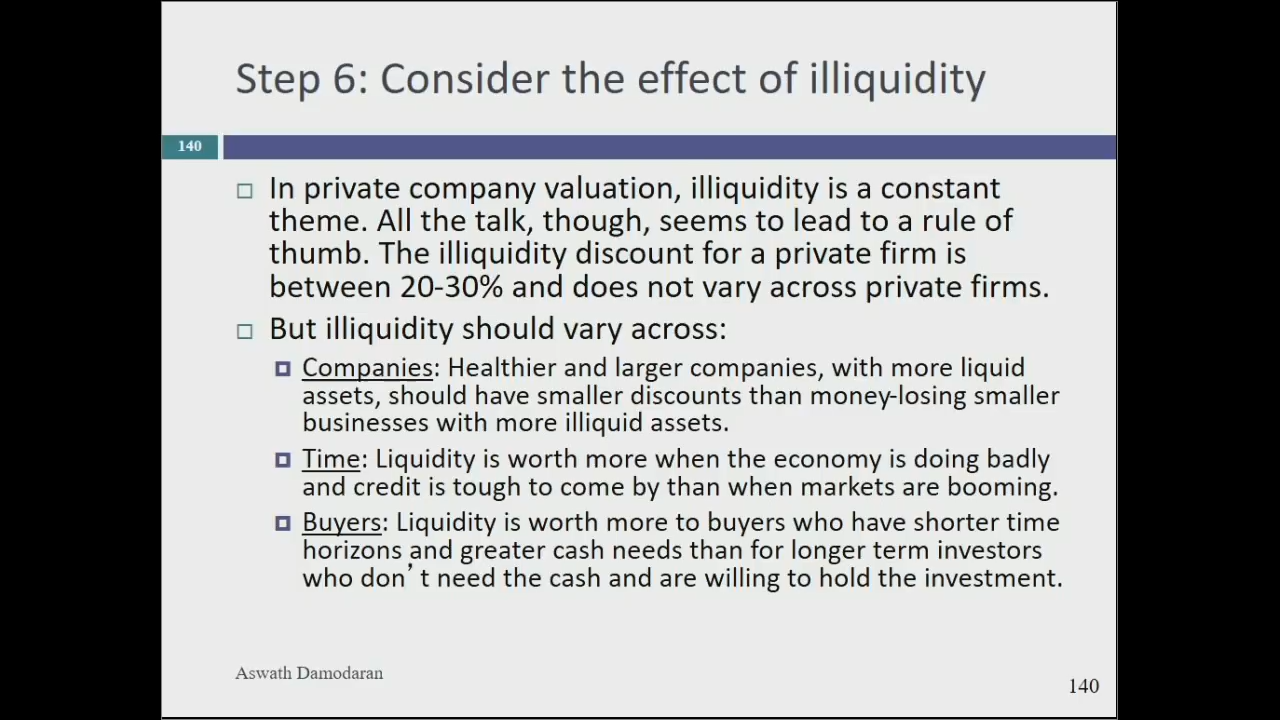 Step 6: Consider the effect of illiquidity
140
In private company valuation, illiquidity is a constant
theme. All the talk, though, seems to lead to a rule of
thumb. The illiquidity discount for a private firm is
between 20-30% and does not vary across private firms.
But illiquidity should vary across:
Companies: Healthier and larger companies, with more liquid
assets, should have smaller discounts than money-losing smaller
businesses with more illiquid assets.
Time: Liquidity is worth more when the economy is doing badly
and credit is tough to come by than when markets are booming.
Buyers: Liquidity is worth more to buyers who have shorter time
horizons and greater cash needs than for longer term investors
who don’t need the cash and are willing to hold the investment.
Aswath Damodaran
140